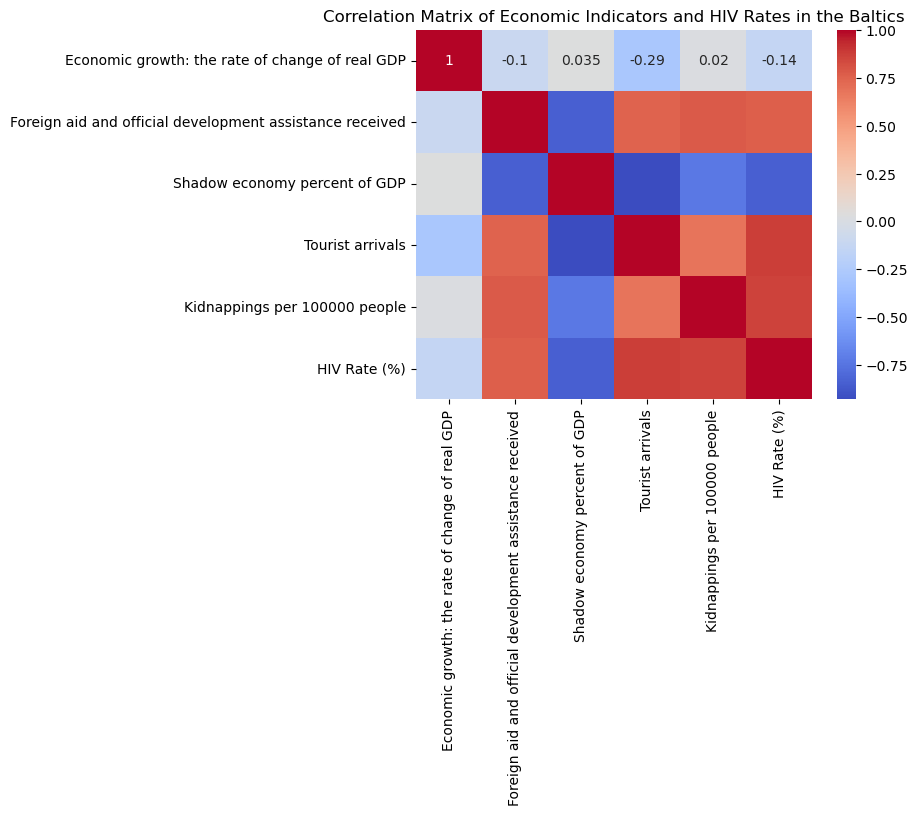 Correlation Matrix of Economic Indicators and HIV Rates in the Baltics
Economic growth: the rate of change of real GDP
1
-0.1
0.035
-0.29
0.02
-0.14
Foreign aid and official development assistance received
Shadow economy percent of GDP
Tourist arrivals
Kidnappings per 100000 people
HIV Rate (%)
1.00
0.75
0.50
0.25
0.00
−0.25
−0.50
−0.75
Economic growth: the rate of change of real GDP
Foreign aid and official development assistance received
Shadow economy percent of GDP
Tourist arrivals
Kidnappings per 100000 people
HIV Rate (%)